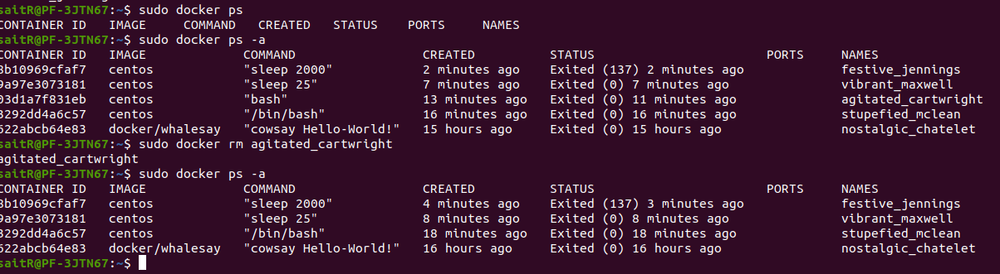 saitR@PF-3JTN67:~$ sudo docker ps
CONTAINER ID   IMAGE     COMMAND   CREATED   STATUS    PORTS     NAMES
saitR@PF-3JTN67:~$ sudo docker ps -a
CONTAINER ID   IMAGE             COMMAND                  CREATED          STATUS                       PORTS     NAMES
8b10969cfaf7   centos            "sleep 2000"             2 minutes ago    Exited (137) 2 minutes ago             festive_jennings
9a97e3073181   centos            "sleep 25"               7 minutes ago    Exited (0) 7 minutes ago               vibrant_maxwell
03d1a7f831eb   centos            "bash"                   13 minutes ago   Exited (0) 11 minutes ago              agitated_cartwright
3292dd4a6c57   centos            "/bin/bash"              16 minutes ago   Exited (0) 16 minutes ago              stupefied_mclean
622abcb64e83   docker/whalesay   "cowsay Hello-World!"   15 hours ago     Exited (0) 15 hours ago                nostalgic_chatelet
saitR@PF-3JTN67:~$ sudo docker rm agitated_cartwright
agitated_cartwright
saitR@PF-3JTN67:~$ sudo docker ps -a
CONTAINER ID   IMAGE             COMMAND                  CREATED          STATUS                       PORTS     NAMES
8b10969cfaf7   centos            "sleep 2000"             4 minutes ago    Exited (137) 3 minutes ago             festive_jennings
9a97e3073181   centos            "sleep 25"               8 minutes ago    Exited (0) 8 minutes ago               vibrant_maxwell
3292dd4a6c57   centos            "/bin/bash"              18 minutes ago   Exited (0) 18 minutes ago              stupefied_mclean
622abcb64e83   docker/whalesay   "cowsay Hello-World!"   16 hours ago     Exited (0) 16 hours ago                nostalgic_chatelet
saitR@PF-3JTN67:~$